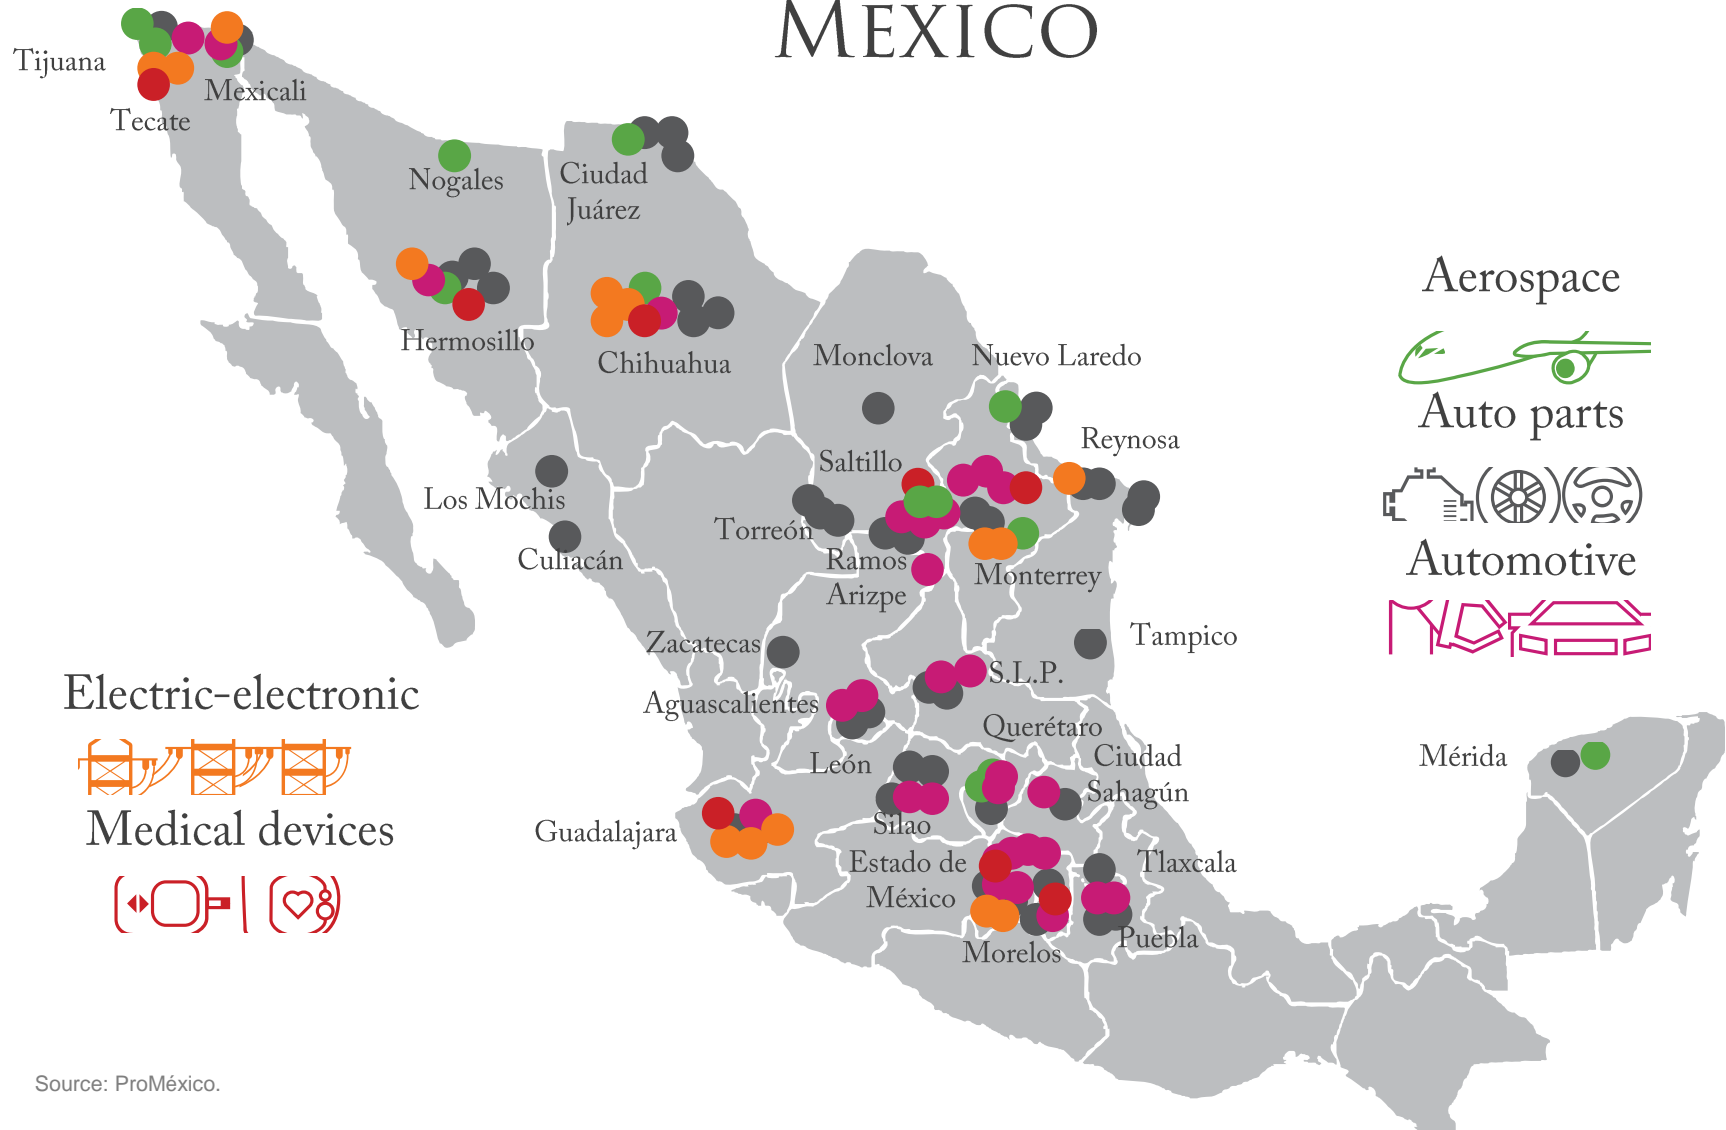 MEXICO
Tijuana
Mexicali
Tecate
Nogales
Ciudad
Juárez
Hermosillo
Chihuahua
Monclova
Nuevo Laredo
Reynosa
Saltillo
Los Mochis
Torreón
Culiacán
Ramos
Arizpe
Monterrey
Zacatecas
Tampico
S.L.P.
Aguascalientes
Querétaro
Ciudad
Sahagún
León
Mérida
Silao
Guadalajara
Estado de
México
Tlaxcala
Puebla
Morelos
Aerospace
Auto parts
Automotive
Electric-electronic
Medical devices
Source: ProMéxico.